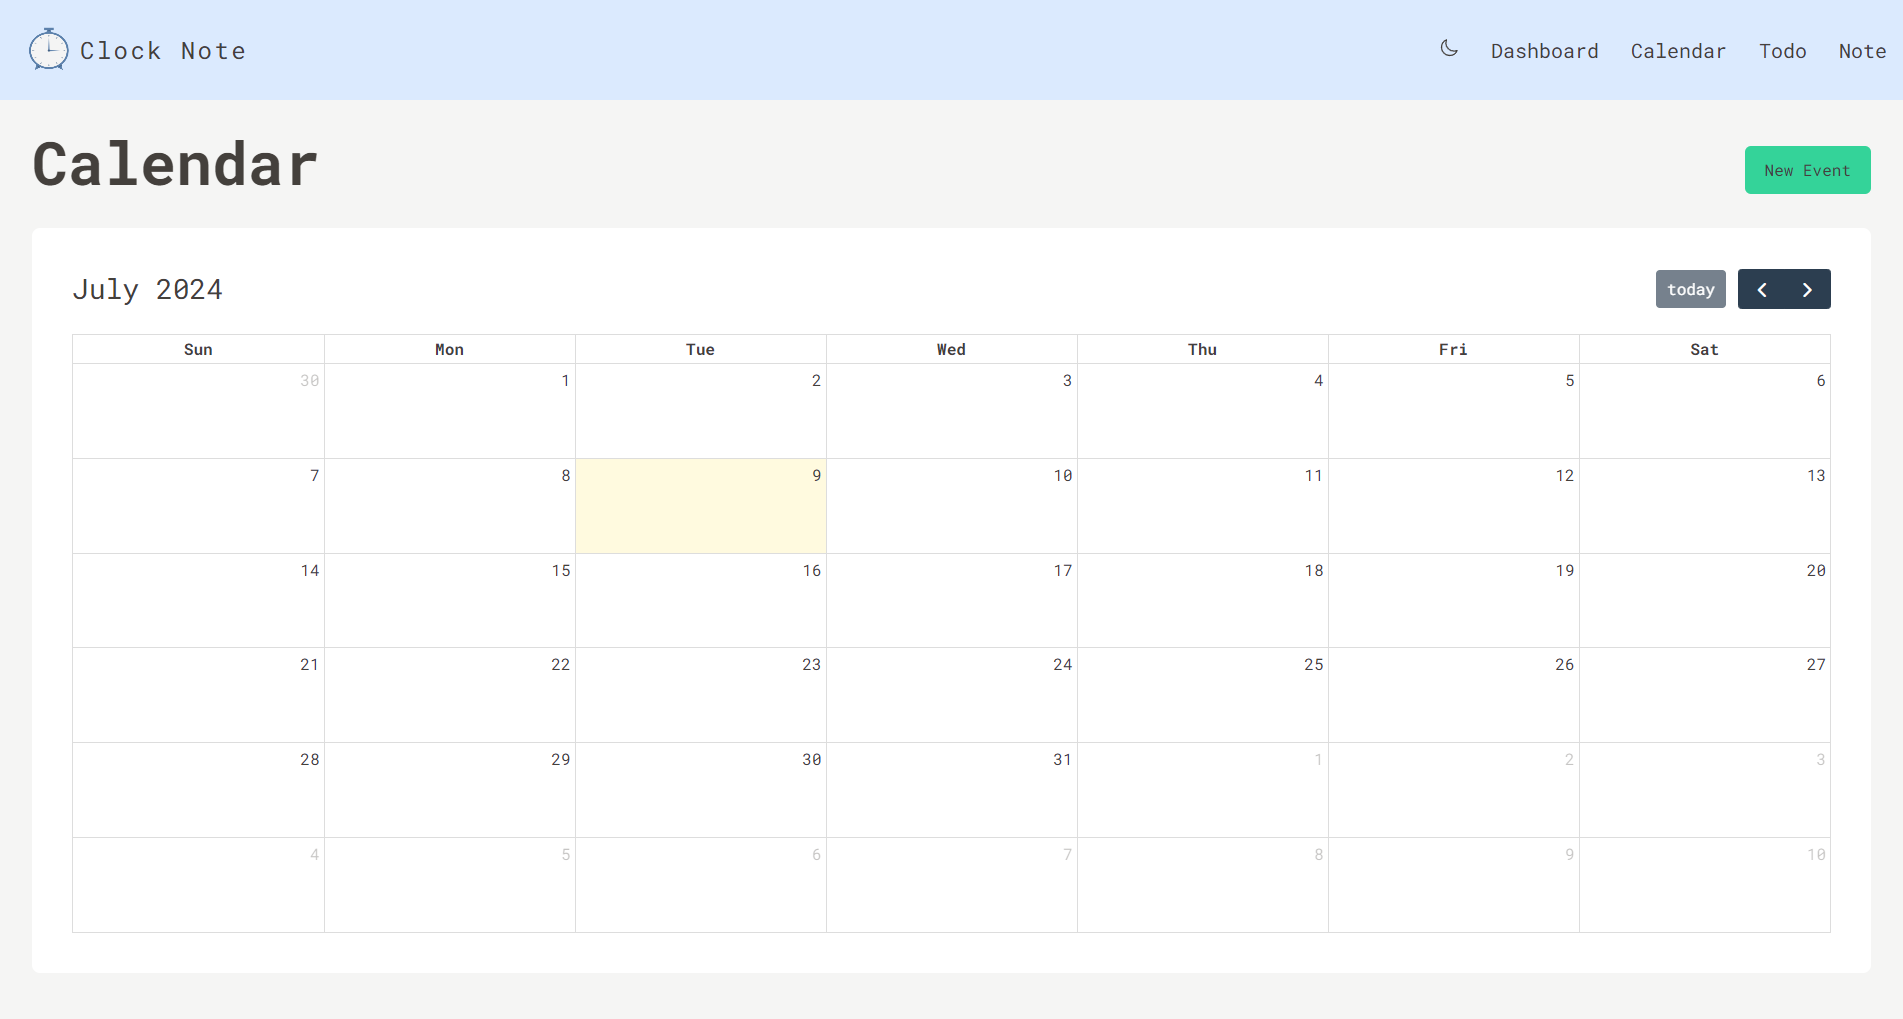 Clock Note
Dashboard Calendar Todo Note
Calendar
New Event
July 2024
today
Sun Mon Tue Wed Thu Fri Sat
30 1 2 3 4 5 6
7 8 9 10 11 12 13
14 15 16 17 18 19 20
21 22 23 24 25 26 27
28 29 30 31 1 2 3
4 5 6 7 8 9 10